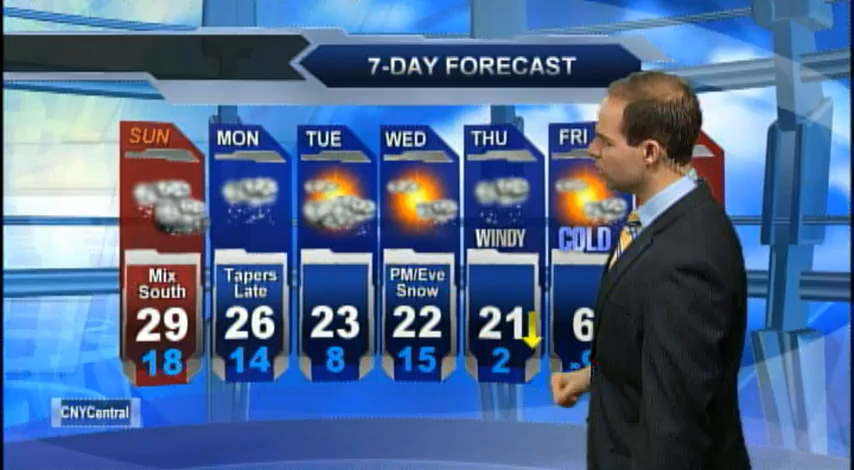 7-DAY FORECAST
SUN
MON
TUE
WED
THU
FRI
WINDY
COLD
Mix
South
Tapers
Late
PM/Eve
Snow
29
26
23
22
21
6
18
14
8
15
2
CNYCentral